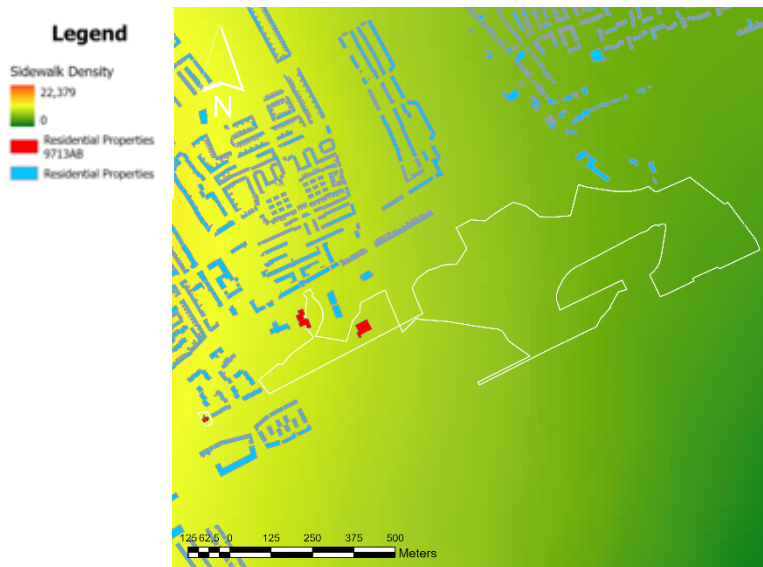 Legend
Sidewalk Density
22,379
0
Residential Properties
9713AB
Residential Properties
N
125 62,5 0 125 250 375 500
Meters